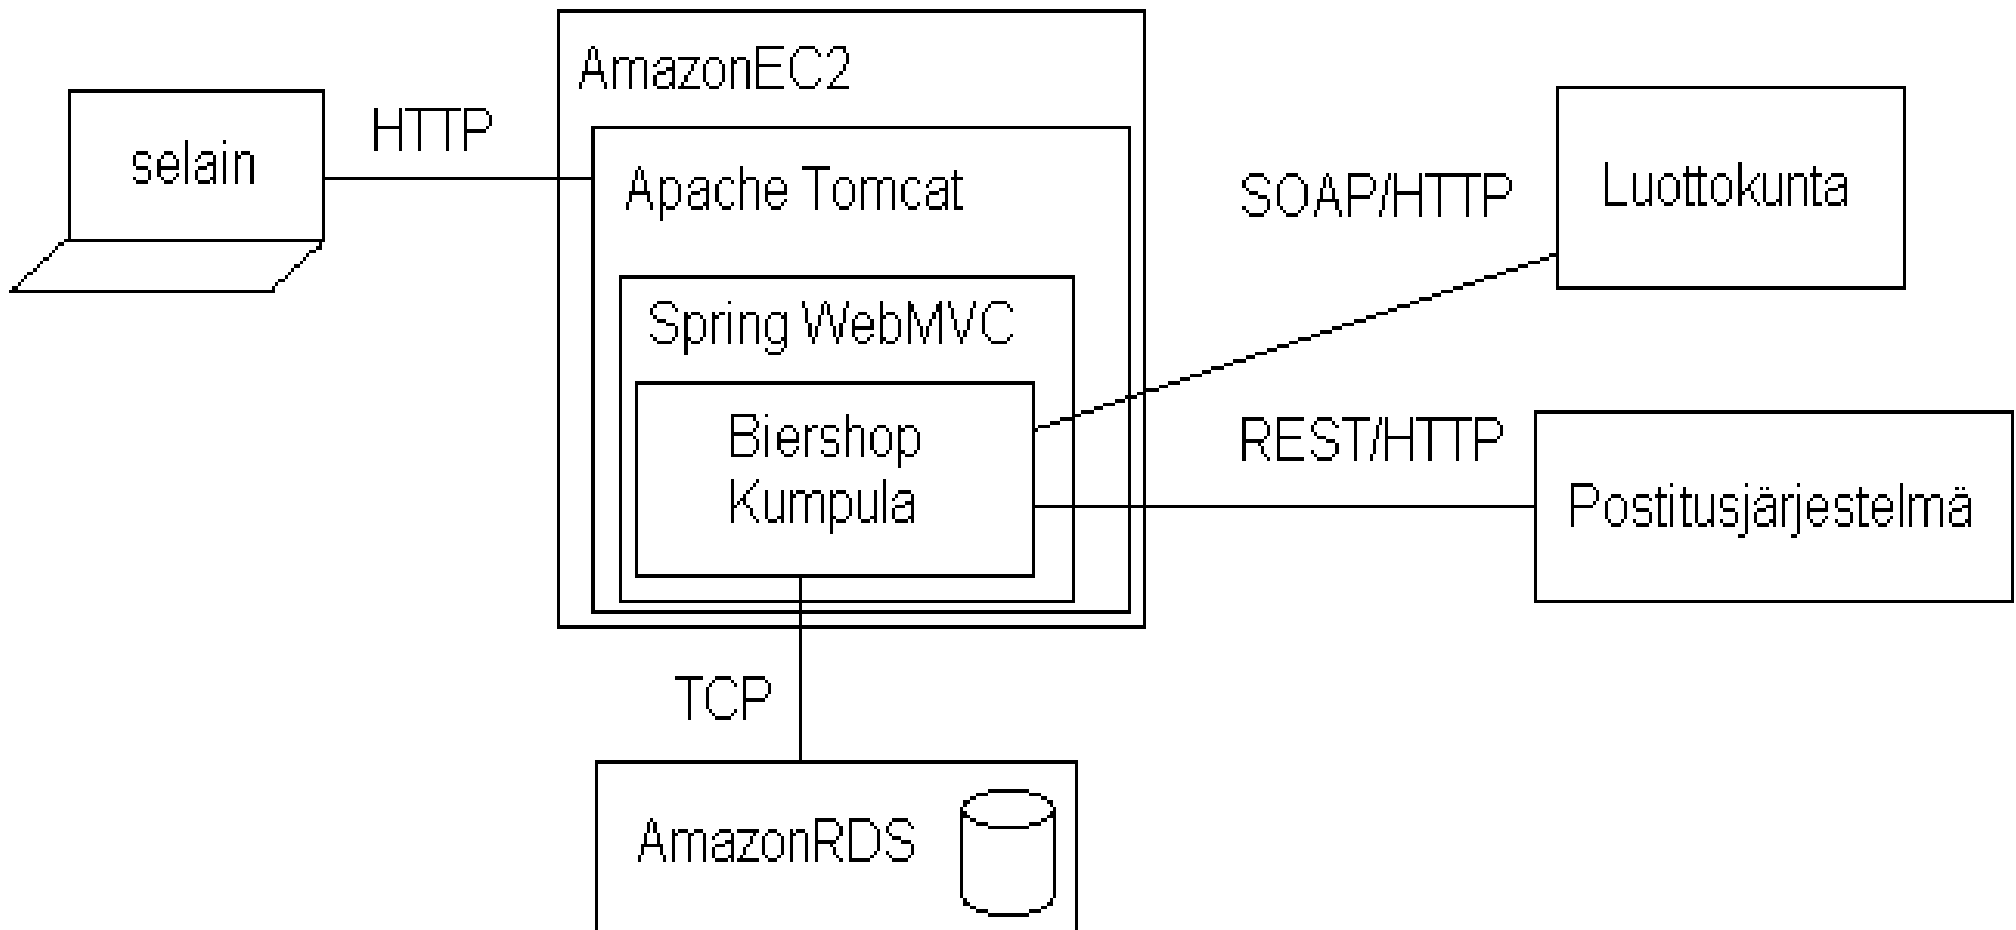 AmazonEC2
HTTP
selain
Apache Tomcat
SOAP/HTTP
Luottokunta
Spring WebMVC
Biershop
Kumpula
REST/HTTP
Postitusjärjestelmä
TCP
AmazonRDS